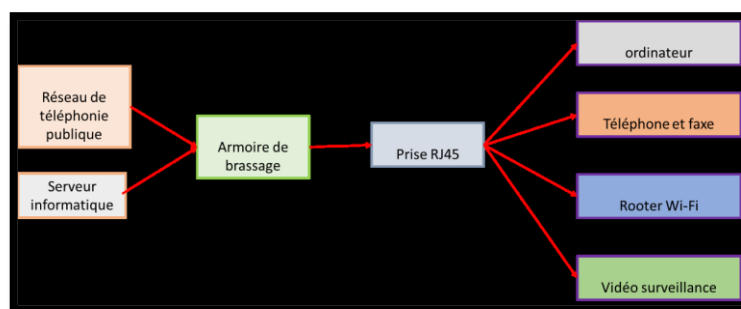 Réseau de
téléphonie
publique
Serveur
informatique
Armoire de
brassage
Prise RJ45
ordinateur
Téléphone et faxe
Rooter Wi-Fi
Vidéo surveillance